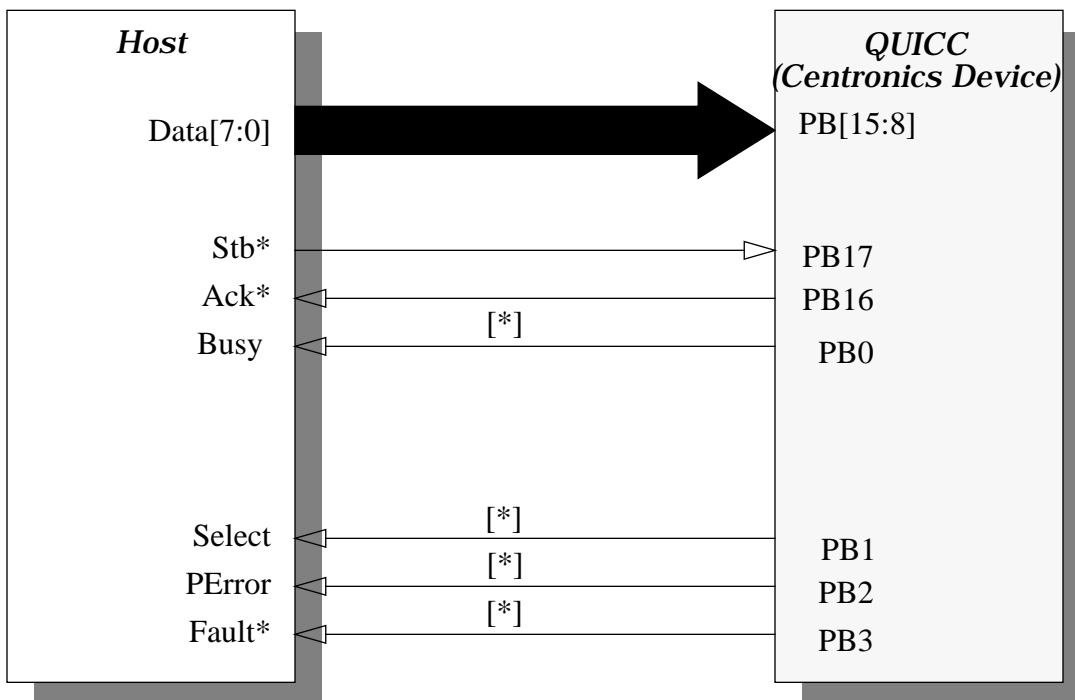 Host
QUICC
(Centronics Device)
Data[7:0]
PB[15:8]
Stb*
PB17
Ack*
PB16
[*]
Busy
PB0
[*]
Select
PB1
[*]
PError
PB2
[*]
Fault*
PB3